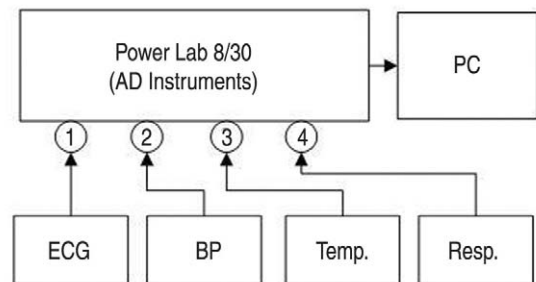 Power Lab 8/30
(AD Instruments)
PC
1
2
3
4
ECG
BP
Temp.
Resp.